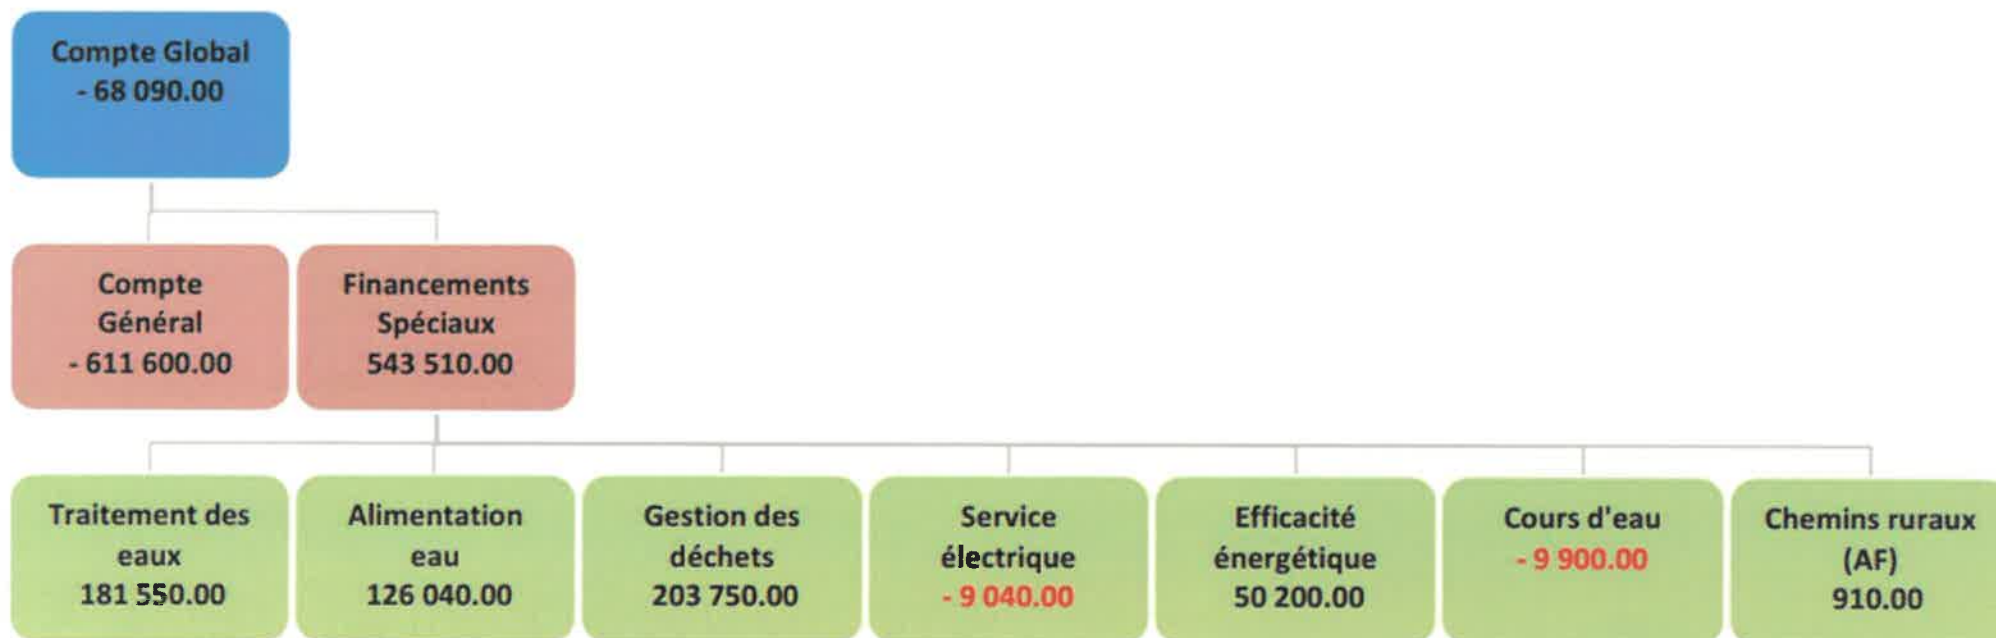 Compte Global
- 68 090.00
Compte
Général
- 611 600.00
Financements
Spéciaux
543 510.00
Traitement des
eaux
181 550.00
Alimentation
eau
126 040.00
Gestion des
déchets
203 750.00
Service
électrique
- 9 040.00
Efficacité
énergétique
50 200.00
Cours d'eau
- 9 900.00
Chemins ruraux
(AF)
910.00